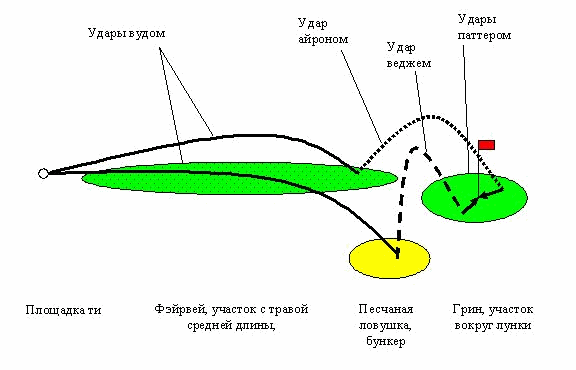 Удары вудом
Удар
айроном
Удар
веджем
Удары
паттером
Площадка ти
Фэйрвей, участок с травой
средней длины,
Песчаная
ловушка,
бункер
Грин, участок
вокруг лунки